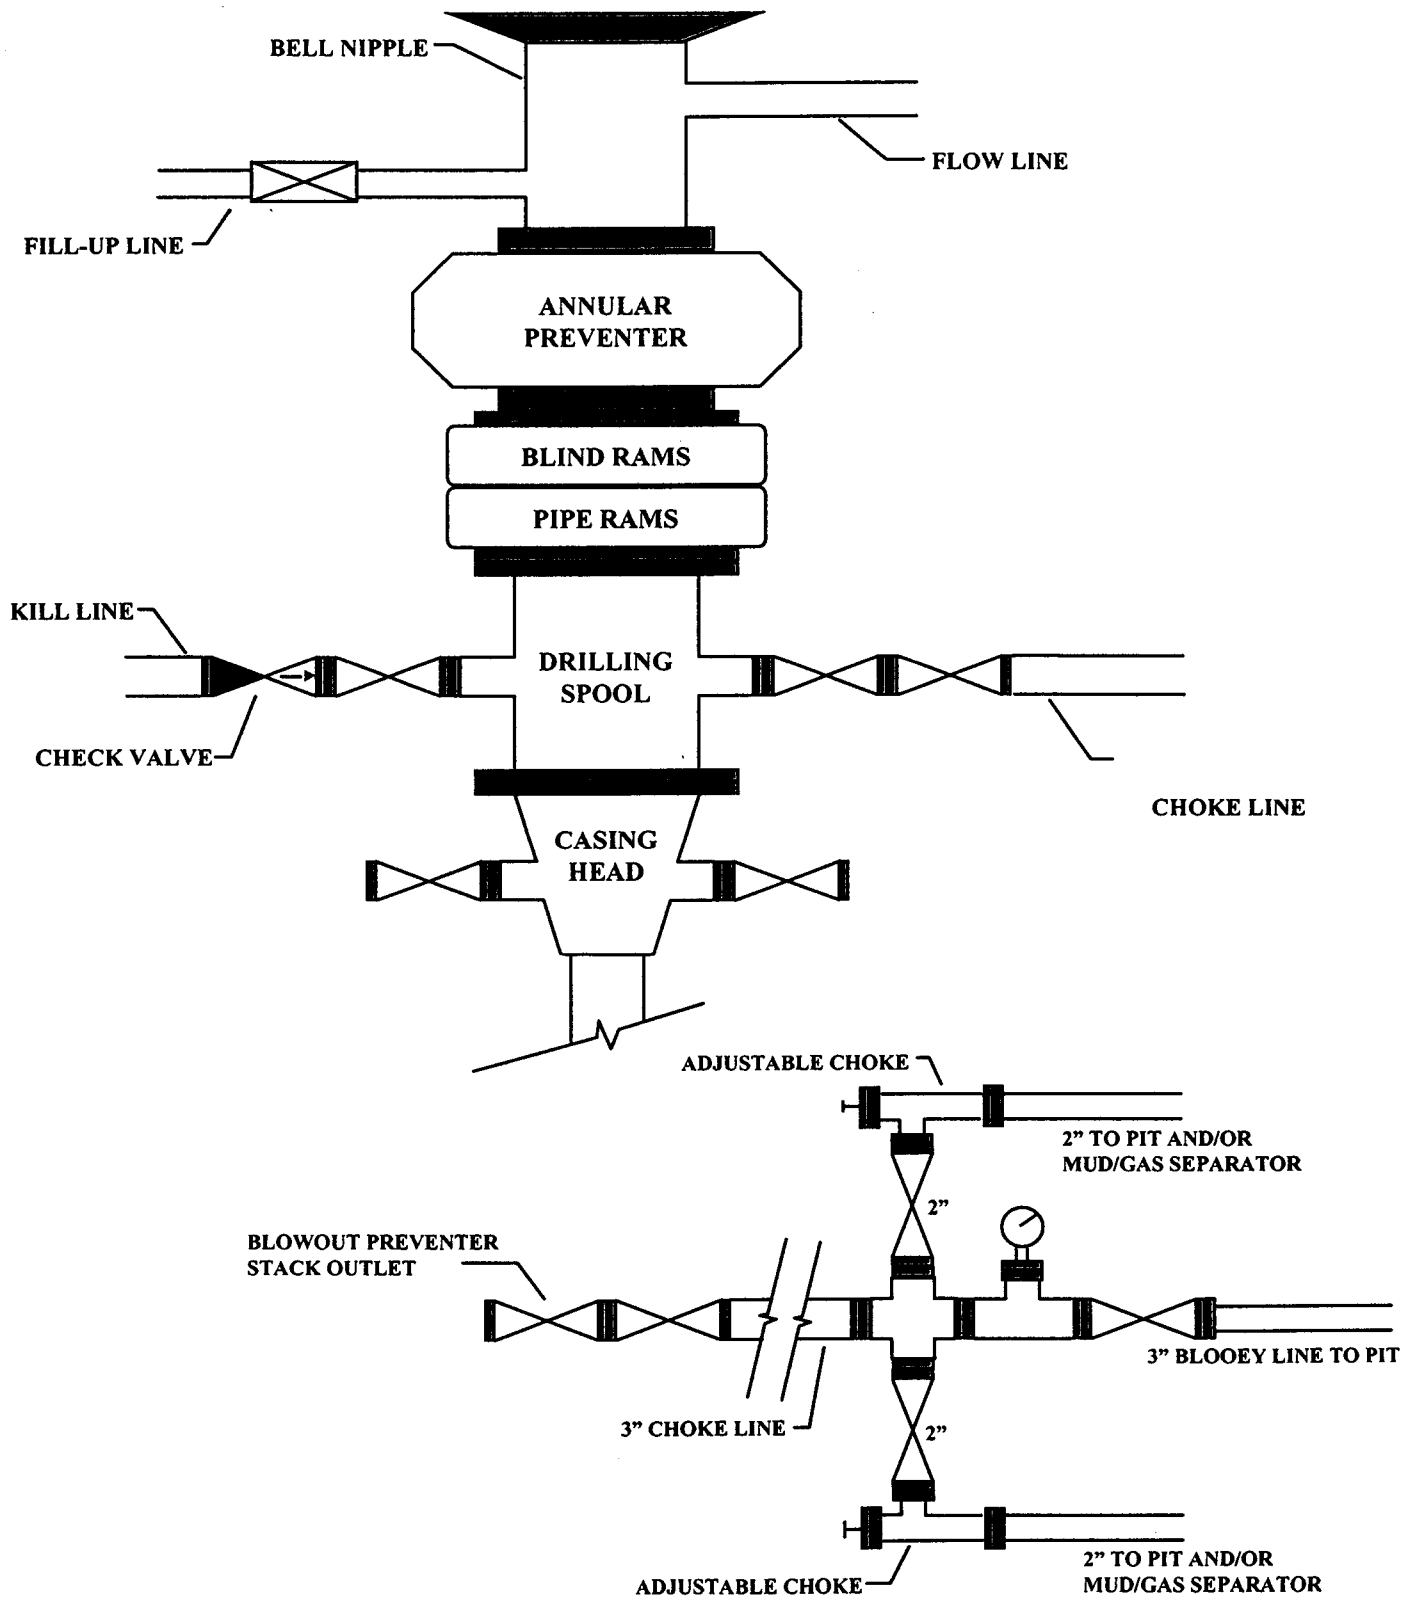 BELL NIPPLE
FLOW LINE
FILL-UP LINE
ANNULAR
PREVENTER
BLIND RAMS
PIPE RAMS
KILL LINE
DRILLING
SPOOL
CHECK VALVE
CHOKE LINE
CASING
HEAD
ADJUSTABLE CHOKE
2” TO PIT AND/OR
MUD/GAS SEPARATOR
2”
BLOWOUT PREVENTER
STACK OUTLET
3” BLOOEY LINE TO PIT
3” CHOKE LINE
2”
2” TO PIT AND/OR
MUD/GAS SEPARATOR
ADJUSTABLE CHOKE